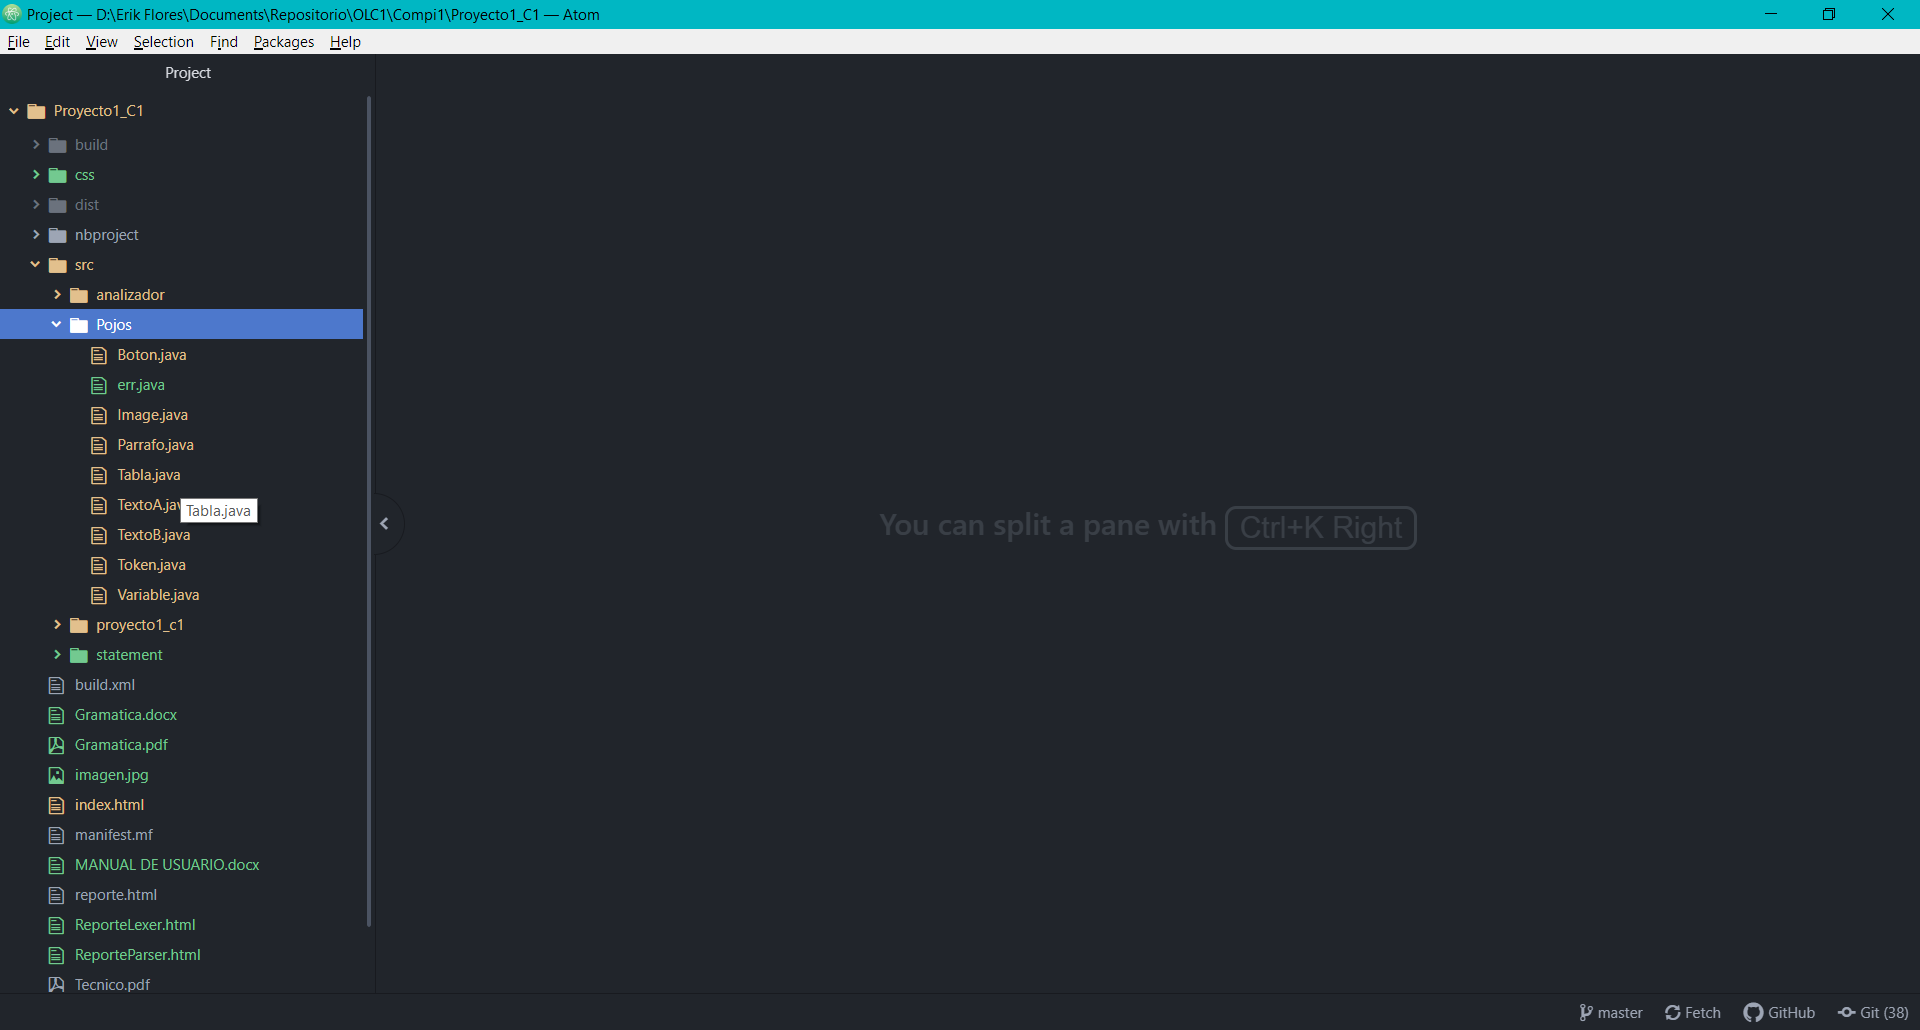 Project — D:\Erik Flores\Documents\Repositorio\OLC1\Compi1\Proyecto1_C1 — Atom
File Edit View Selection Find Packages Help
Project
Proyecto1_C1
build
css
dist
nbproject
src
analizador
Pojos
Boton.java
err.java
Image.java
Parrafo.java
Tabla.java
TextoA.jav
Tabla.java
TextoB.java
Token.java
Variable.java
proyecto1_c1
statement
build.xml
Gramatica.docx
Gramatica.pdf
imagen.jpg
index.html
manifest.mf
MANUAL DE USUARIO.docx
reporte.html
ReporteLexer.html
ReporteParser.html
Tecnico.pdf
You can split a pane with Ctrl+K Right
master Fetch GitHub Git (38)